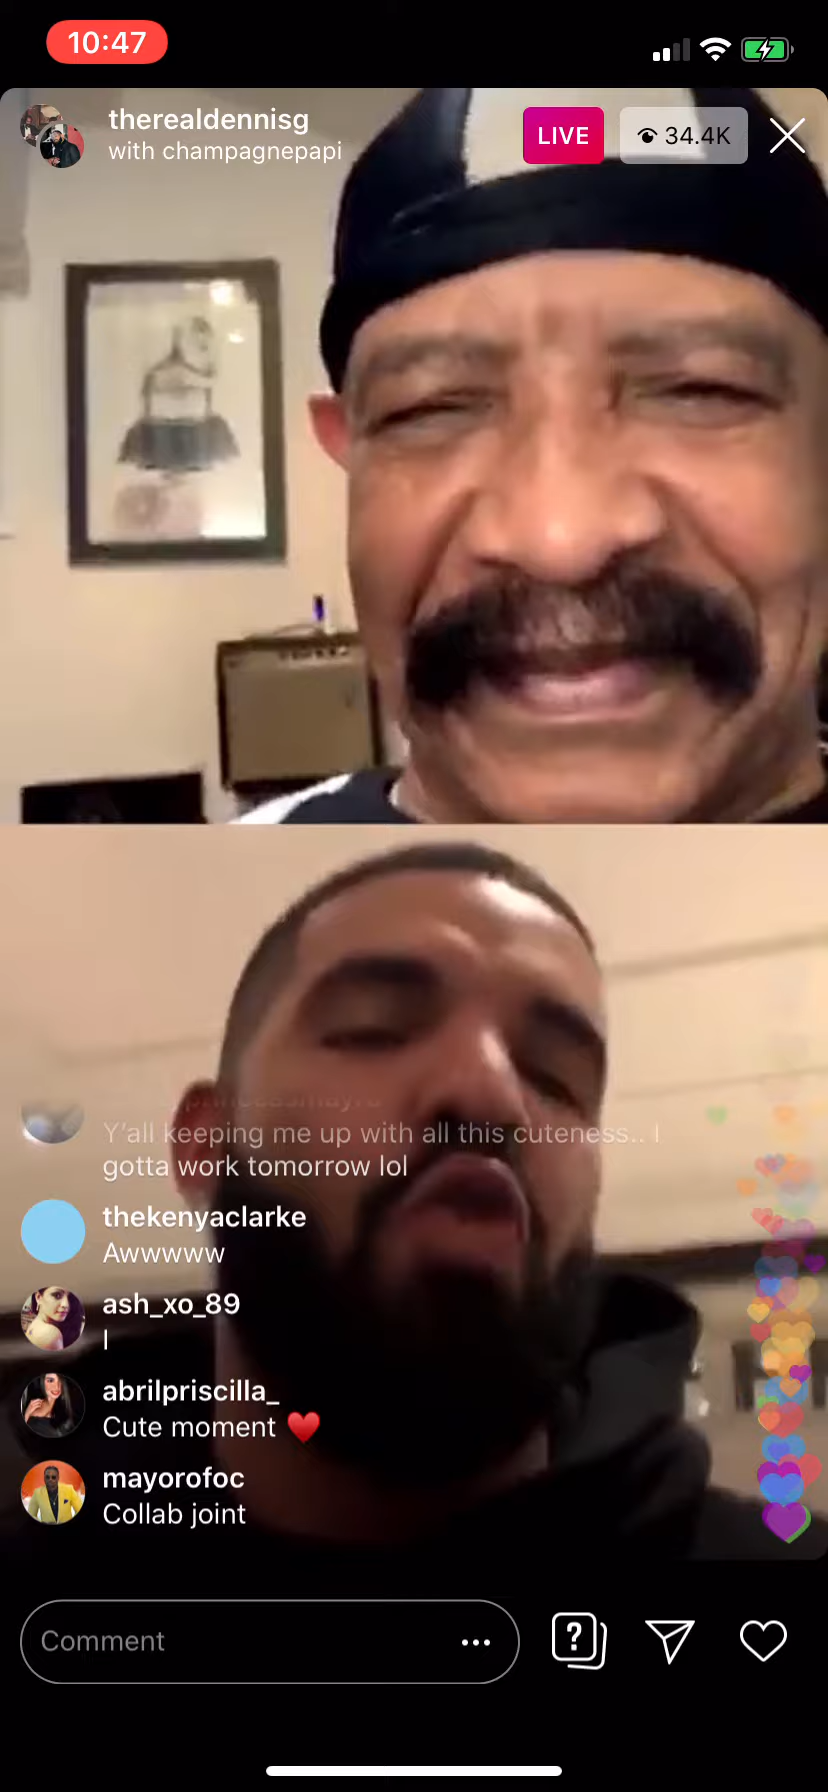 10:47
therealdennisg
with champagnepapi
LIVE
34.4K
Y'all keeping me up with all this cuteness.. I
gotta work tomorrow lol
thekenyaclarke
Awwwww
ash_xo_89
I
abrilpriscilla_
Cute moment ❤️
mayorofoc
Collab joint
Comment
?